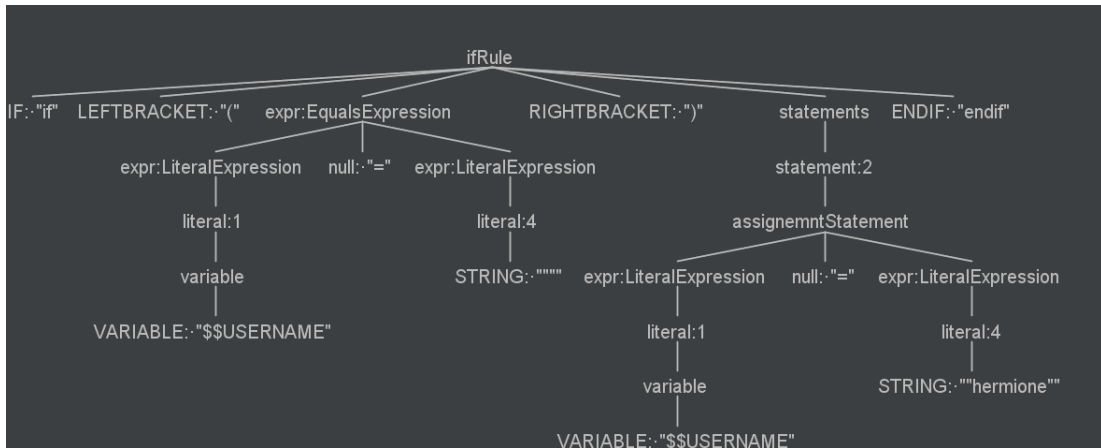 ifRule
IF:·"if" LEFTBRACKET:·"(" expr:EqualsExpression RIGHTBRACKET:·")" statements ENDIF:·"endif"
expr:LiteralExpression null:·"=" expr:LiteralExpression statement:2
literal:1 literal:4 assignemntStatement
variable STRING:·"""" expr:LiteralExpression null:·"=" expr:LiteralExpression
VARIABLE:·"$$USERNAME" literal:1 literal:4
variable STRING:·""hermione""
VARIABLE:·"$$USERNAME"